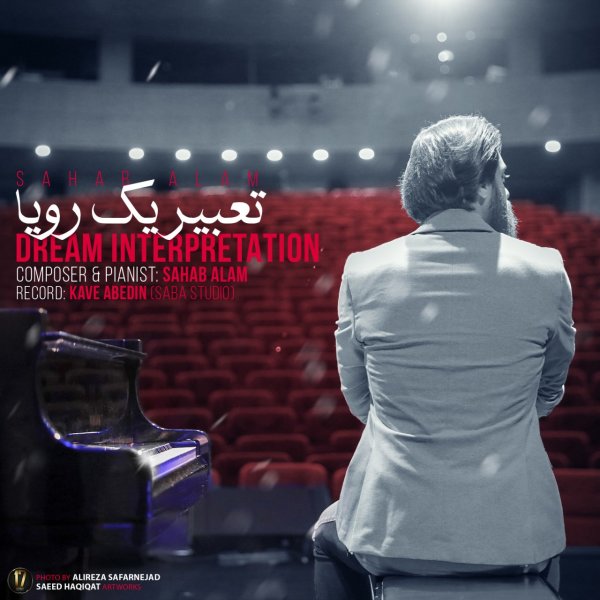 SAHAB ALAM
تعبیر یک رویا
DREAM INTERPRETATION
COMPOSER & PIANIST: SAHAB ALAM
RECORD: KAVE ABEDIN (SABA STUDIO)
17
PHOTO BY ALIREZA SAFARNEJAD
SAEED HAQIQAT ARTWORKS